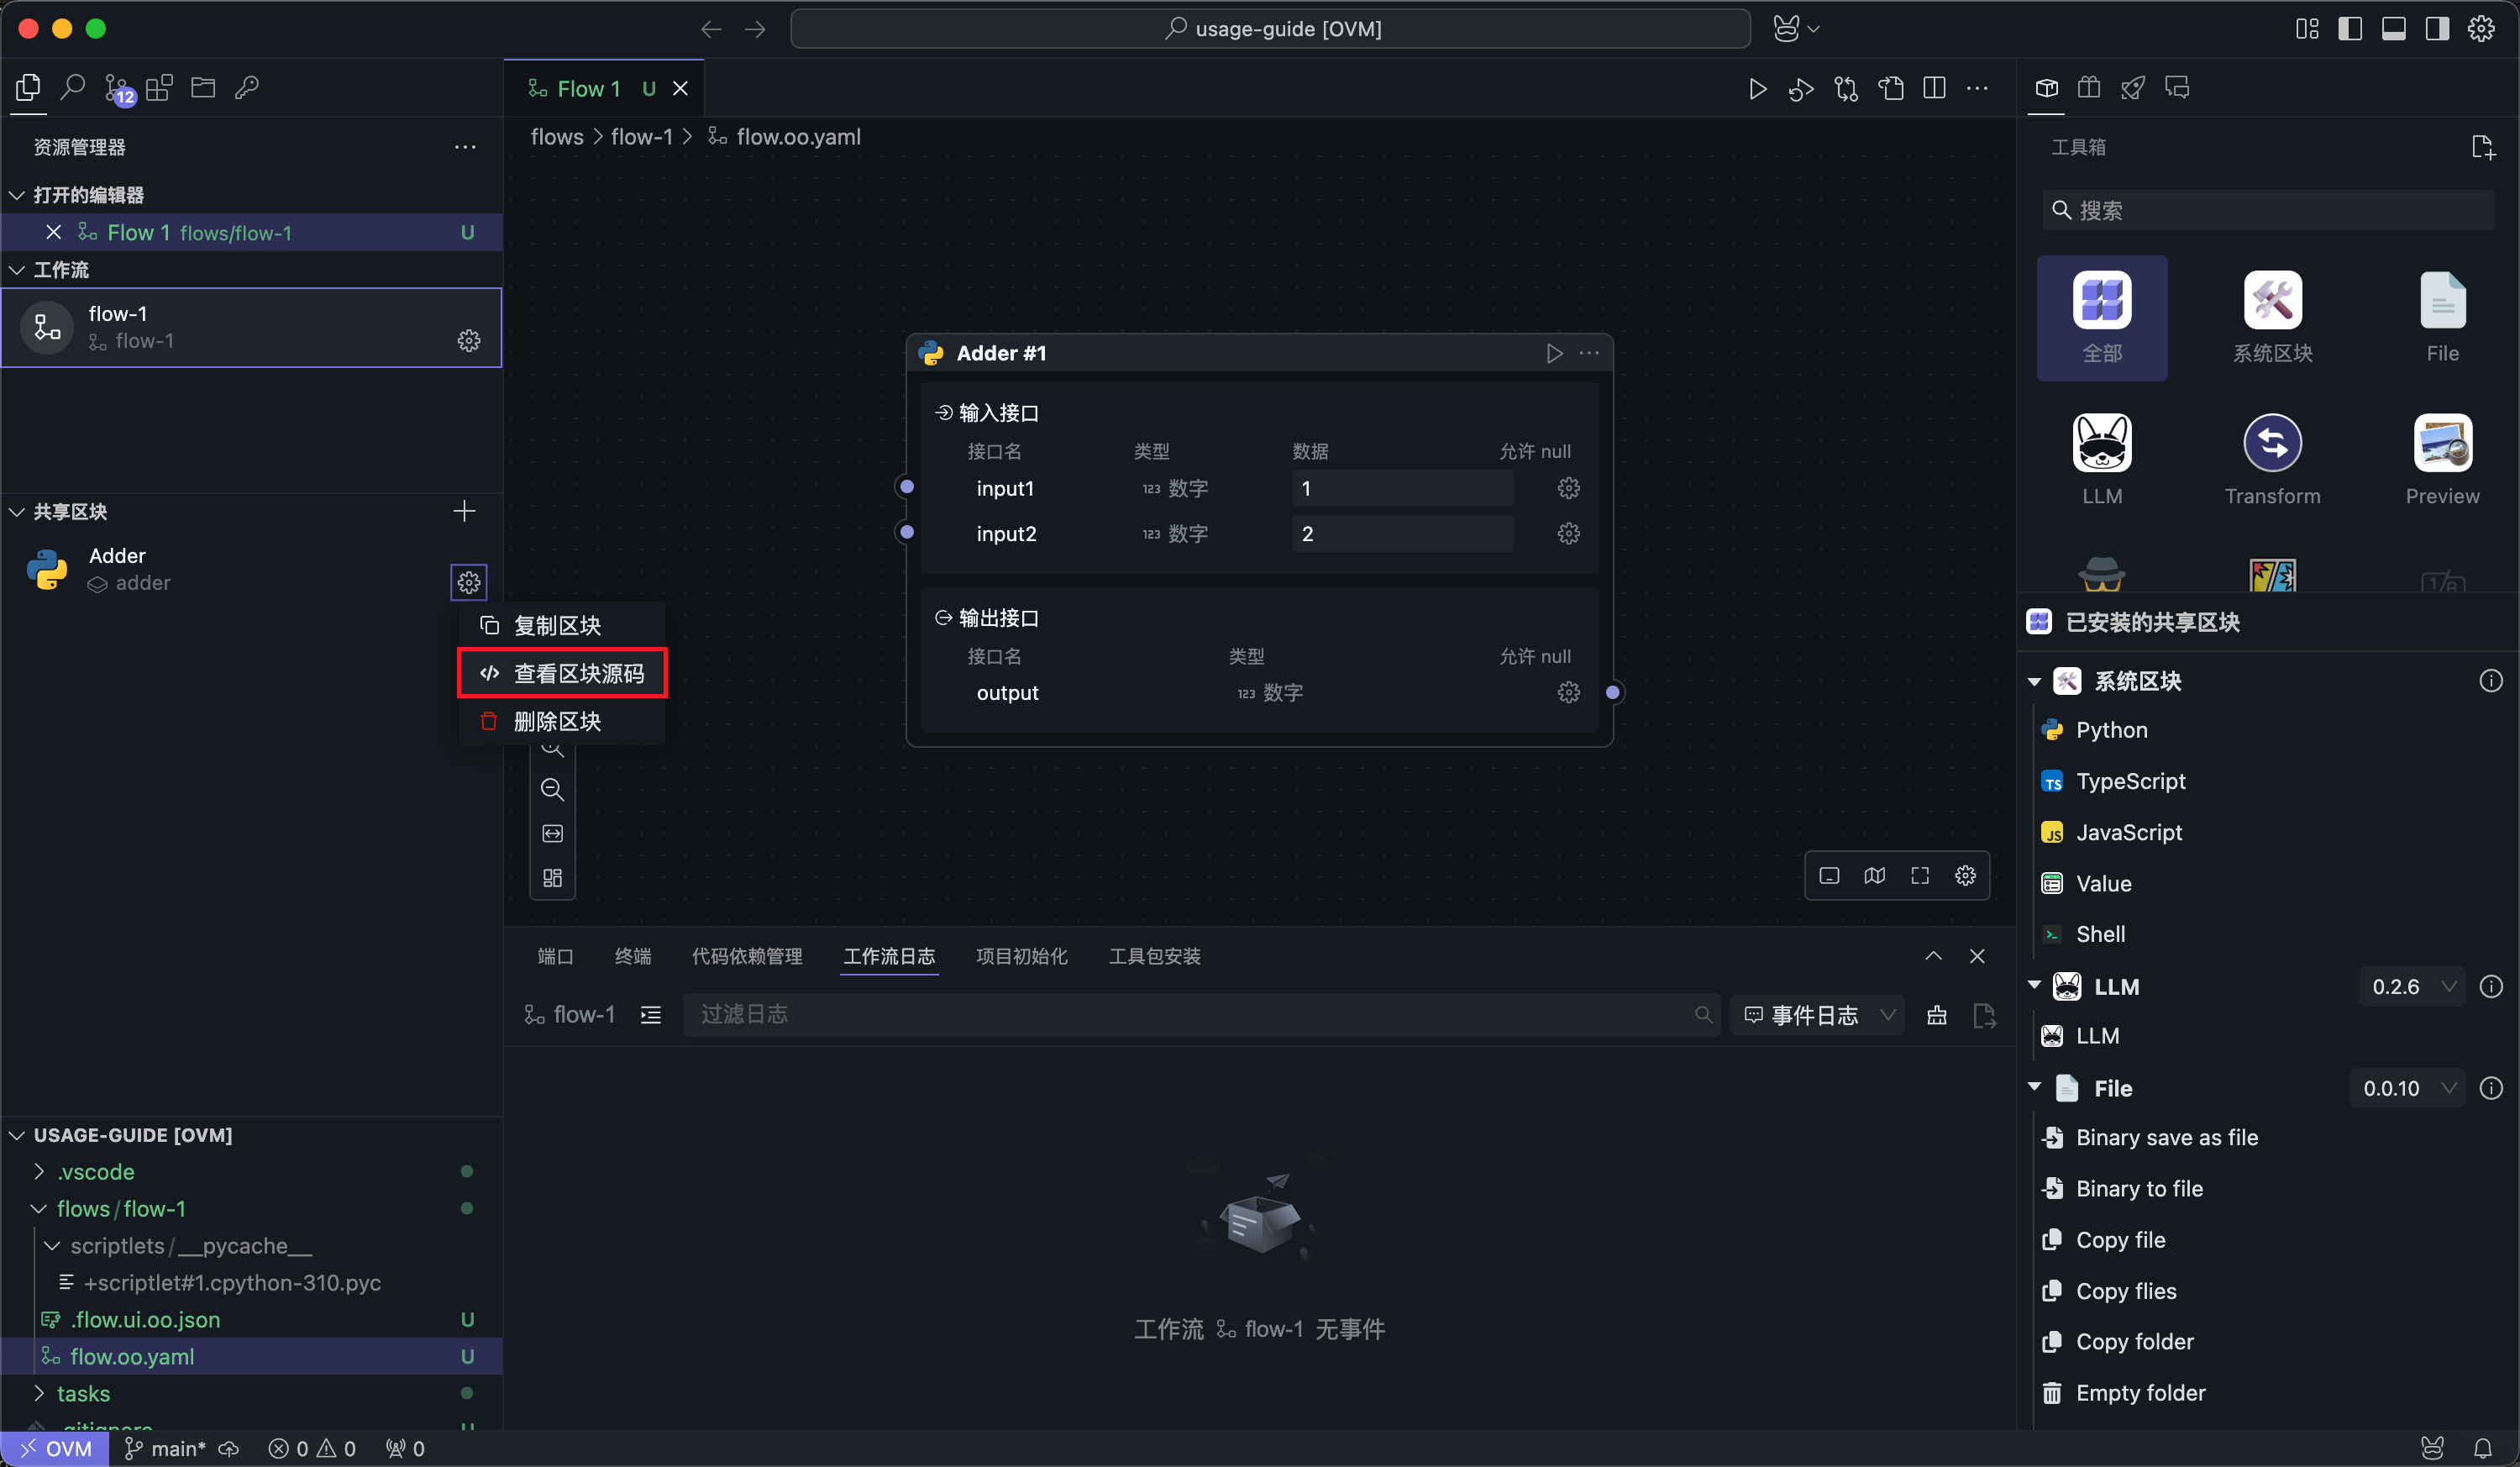 usage-guide [OVM]
12
资源管理器
打开的编辑器
Flow 1 flows/flow-1 U
工作流
flow-1
flow-1
共享区块
Adder
adder
复制区块
查看区块源码
删除区块
USAGE-GUIDE [OVM]
.vscode
flows/flow-1
scriptlets/__pycache__
+scriptlet#1.cpython-310.pyc
.flow.ui.oo.json U
flow.oo.yaml U
tasks
.gitignore U
Flow 1 U
flows > flow-1 > flow.oo.yaml
Adder #1
输入接口
接口名 类型 数据 允许 null
input1 123 数字 1
input2 123 数字 2
输出接口
接口名 类型 允许 null
output 123 数字
端口 终端 代码依赖管理 工作流日志 项目初始化 工具包安装
flow-1 过滤日志 事件日志
工作流 flow-1 无事件
工具箱
搜索
全部 系统区块 File
LLM Transform Preview
已安装的共享区块
系统区块
Python
TS TypeScript
JS JavaScript
Value
Shell
LLM 0.2.6
LLM
File 0.0.10
Binary save as file
Binary to file
Copy file
Copy flies
Copy folder
Empty folder
OVM main* 0 0 0